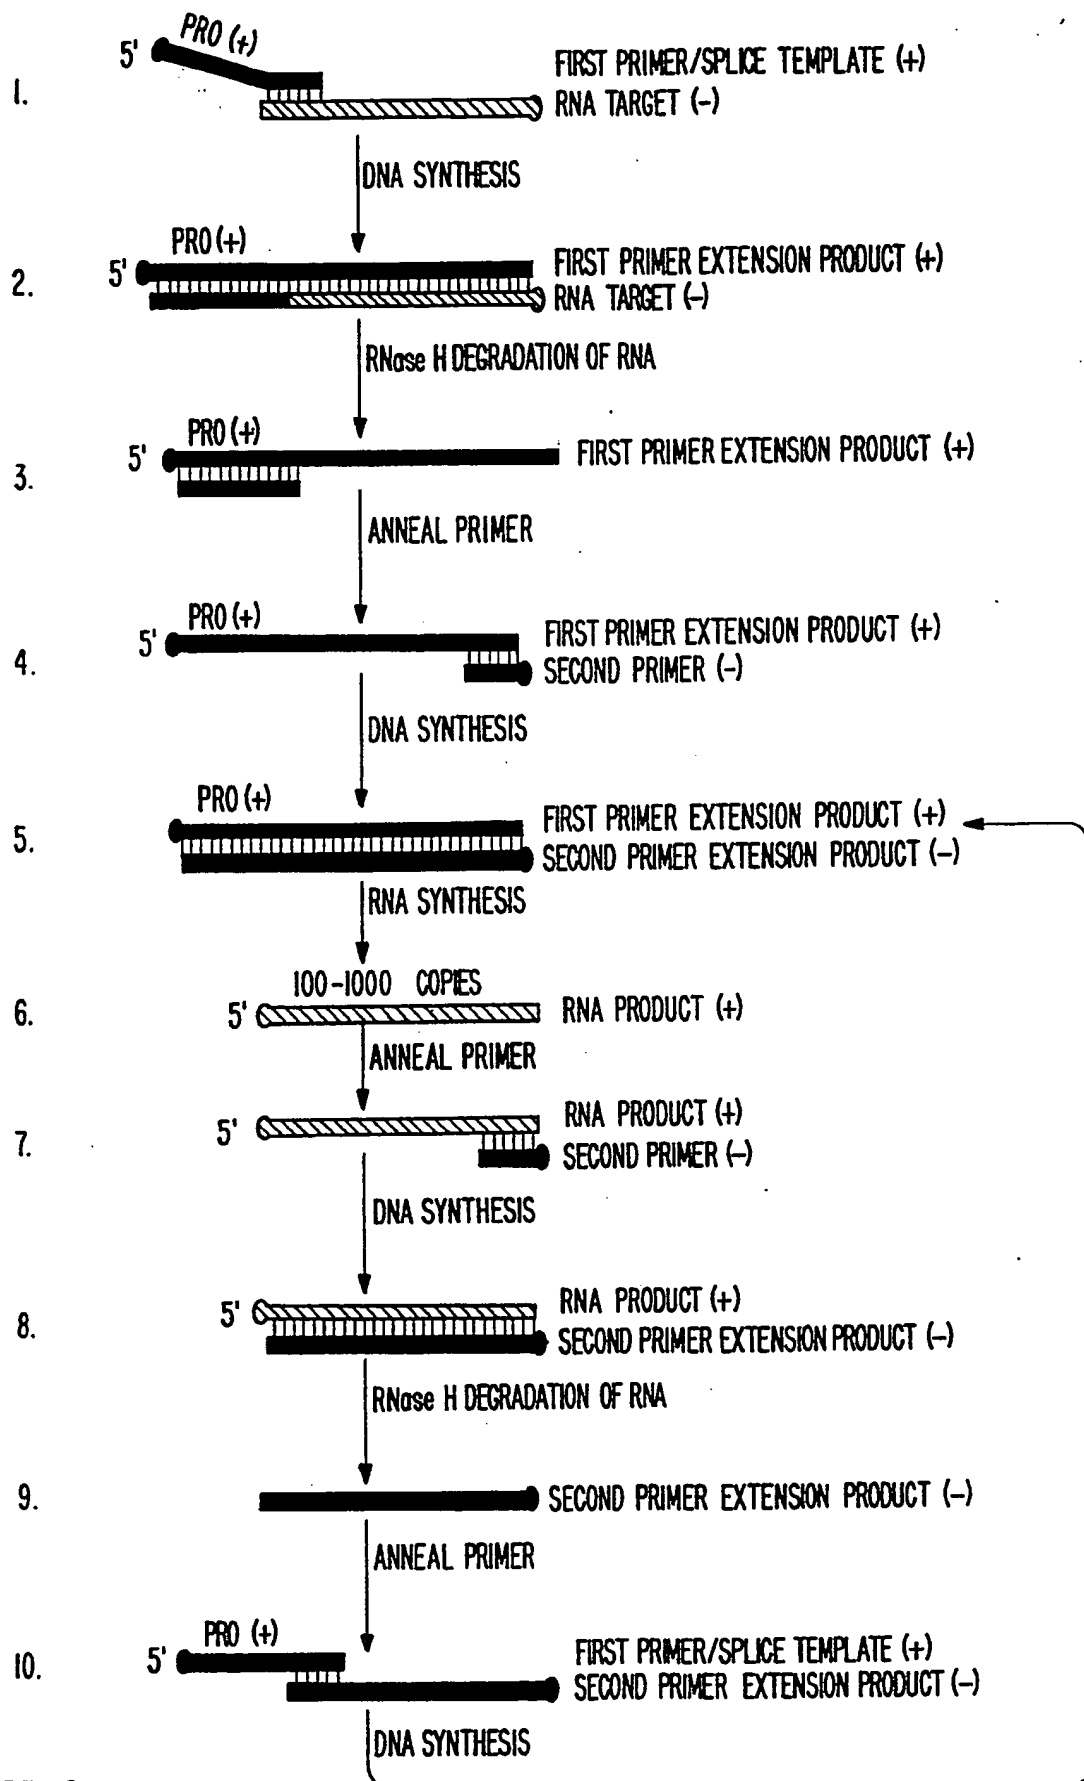 PRO (+)
5'
1.
FIRST PRIMER/SPLICE TEMPLATE (+)
RNA TARGET (-)
DNA SYNTHESIS
PRO (+)
2.
5'
FIRST PRIMER EXTENSION PRODUCT (+)
RNA TARGET (-)
RNase H DEGRADATION OF RNA
PRO (+)
3.
5'
FIRST PRIMER EXTENSION PRODUCT (+)
ANNEAL PRIMER
PRO (+)
4.
5'
FIRST PRIMER EXTENSION PRODUCT (+)
SECOND PRIMER (-)
DNA SYNTHESIS
PRO (+)
5.
FIRST PRIMER EXTENSION PRODUCT (+)
SECOND PRIMER EXTENSION PRODUCT (-)
RNA SYNTHESIS
100-1000 COPIES
6.
5'
RNA PRODUCT (+)
ANNEAL PRIMER
7.
5'
RNA PRODUCT (+)
SECOND PRIMER (-)
DNA SYNTHESIS
8.
5'
RNA PRODUCT (+)
SECOND PRIMER EXTENSION PRODUCT (-)
RNase H DEGRADATION OF RNA
9.
SECOND PRIMER EXTENSION PRODUCT (-)
ANNEAL PRIMER
PRO (+)
10.
5'
FIRST PRIMER/SPLICE TEMPLATE (+)
SECOND PRIMER EXTENSION PRODUCT (-)
DNA SYNTHESIS